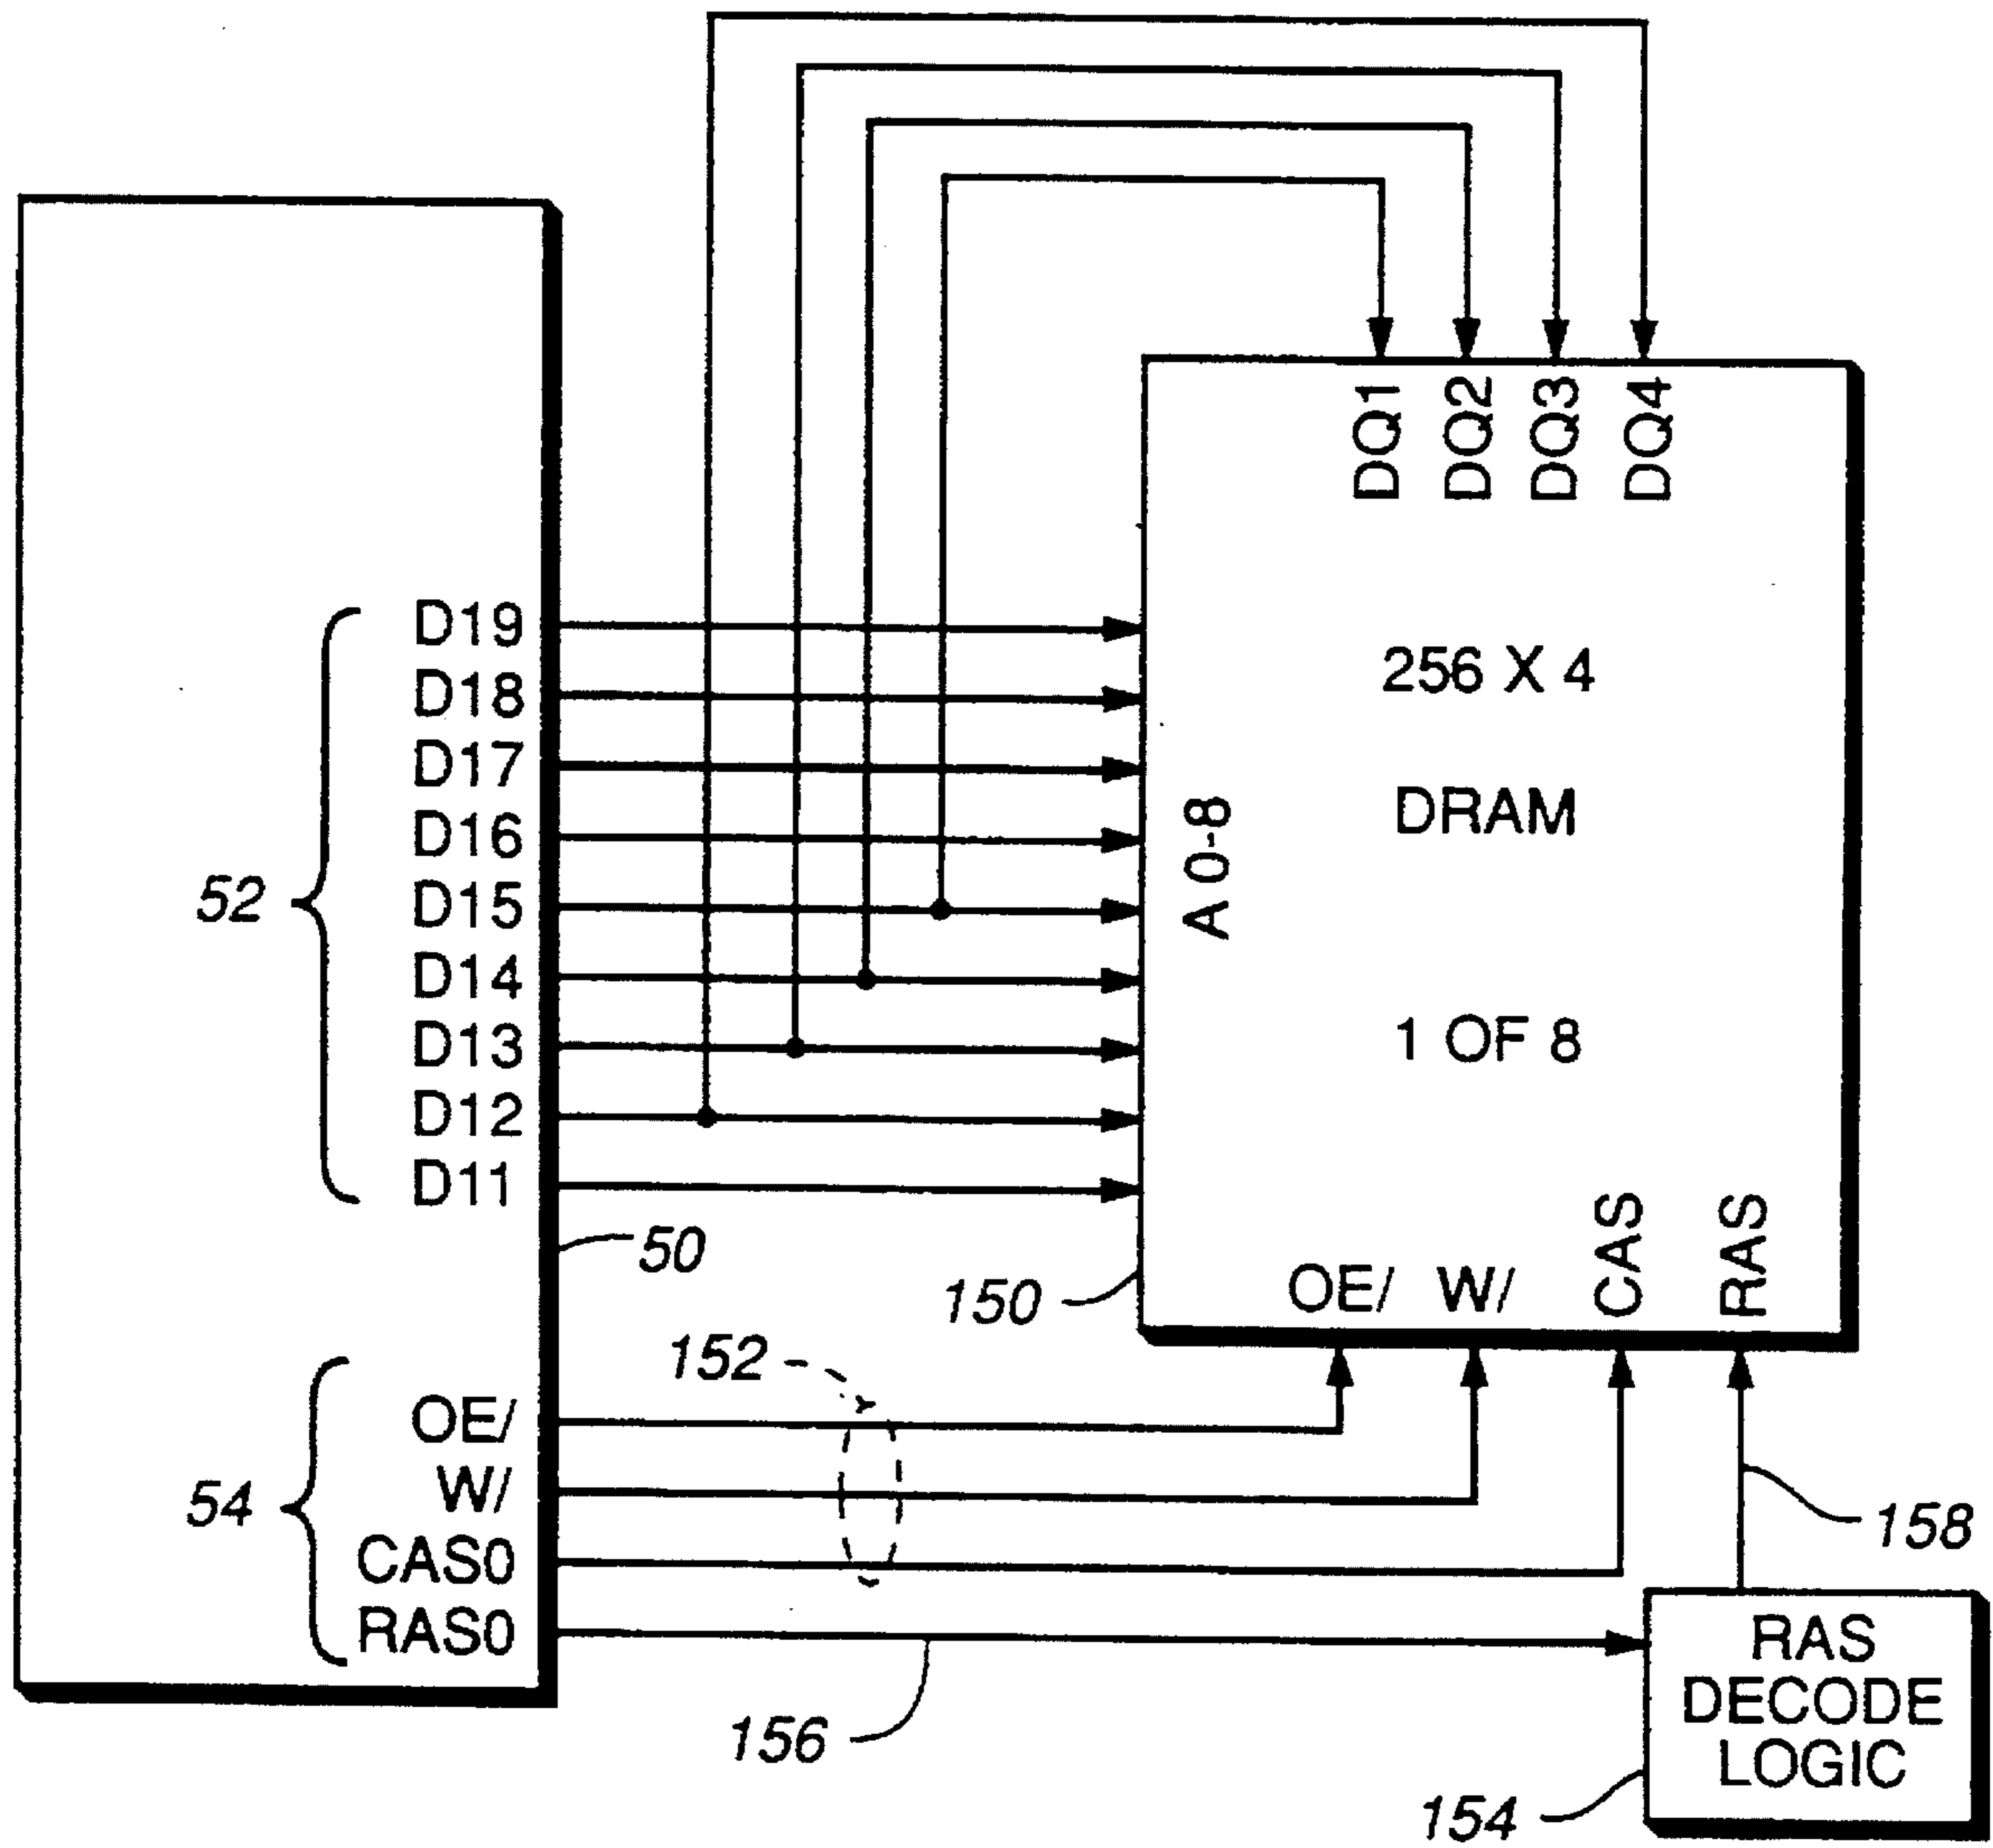 DQ1
DQ2
DQ3
DQ4
D19
D18
D17
D16
D15
D14
D13
D12
D11
52
A 0-8
256 X 4
DRAM
1 OF 8
50
150
OE/
W/
CAS
RAS
152
OE/
W/
CAS0
RAS0
54
158
156
RAS
DECODE
LOGIC
154